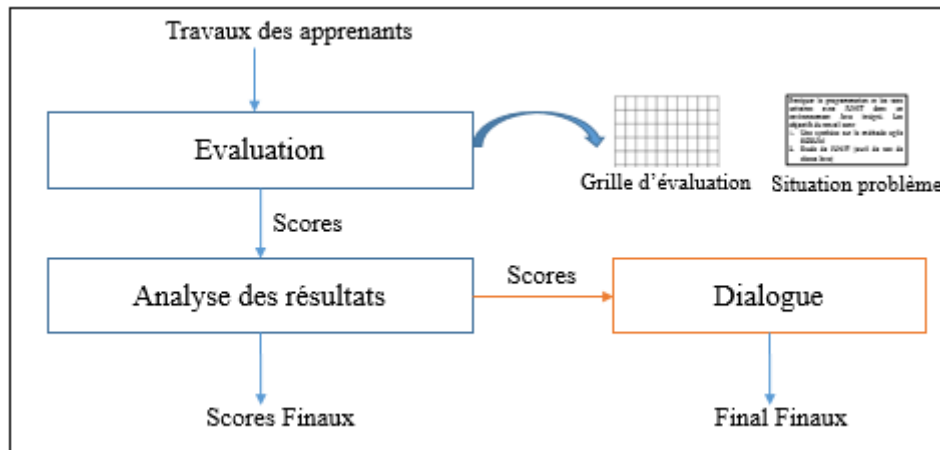 Travaux des apprenants
Evaluation
Grille d'évaluation
Situation problème
Scores
Analyse des résultats
Scores
Dialogue
Scores Finaux
Final Finaux